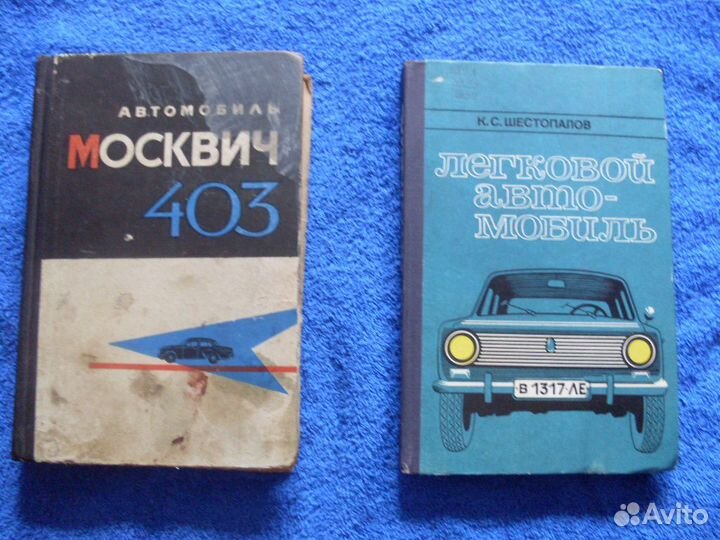 АВТОМОБИЛЬ
МОСКВИЧ
403
К.С. ШЕСТОПАЛОВ
ЛЕГКОВОЙ
АВТО-
МОБИЛЬ
В 1317·ЛЕ
Avito